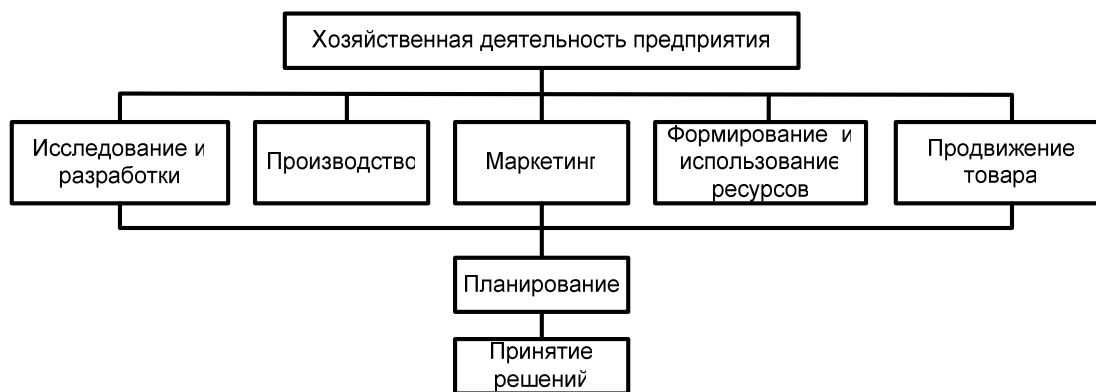 Хозяйственная деятельность предприятия
Исследование и
разработки
Производство
Маркетинг
Формирование и
использование
ресурсов
Продвижение
товара
Планирование
Принятие
решений